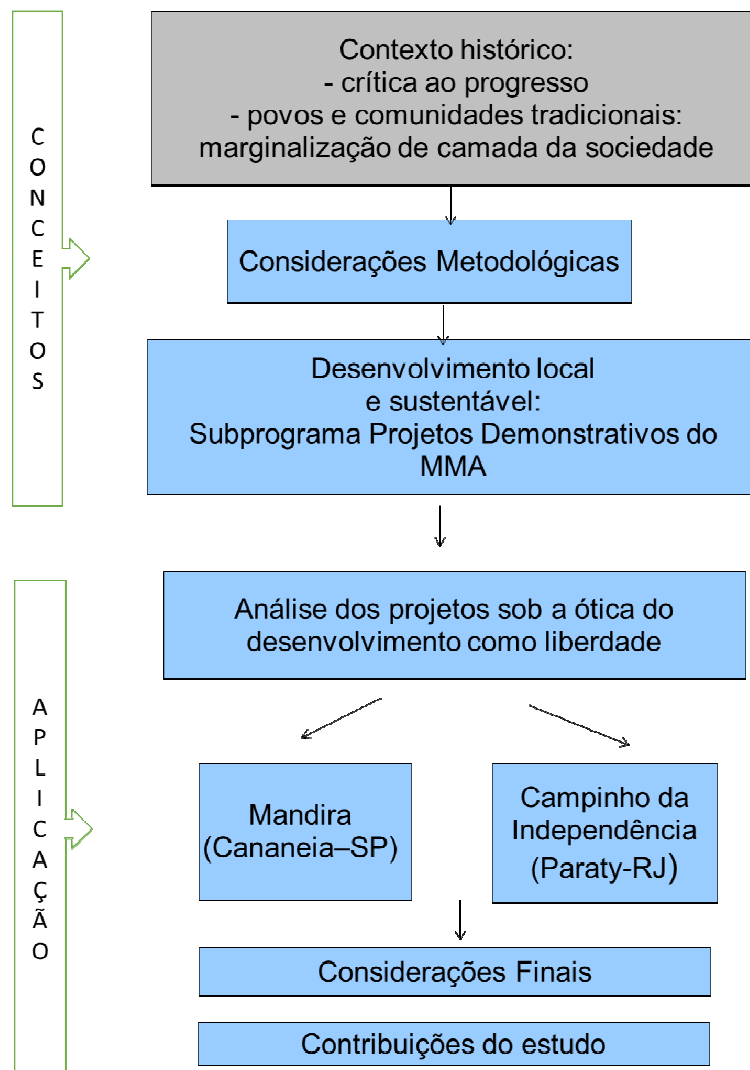 CONCEITOS
Contexto histórico:
- crítica ao progresso
- povos e comunidades tradicionais:
marginalização de camada da sociedade
Considerações Metodológicas
Desenvolvimento local
e sustentável:
Subprograma Projetos Demonstrativos do
MMA
APLICAÇÃO
Análise dos projetos sob a ótica do
desenvolvimento como liberdade
Mandira
(Cananeia–SP)
Campinho da
Independência
(Paraty-RJ)
Considerações Finais
Contribuições do estudo